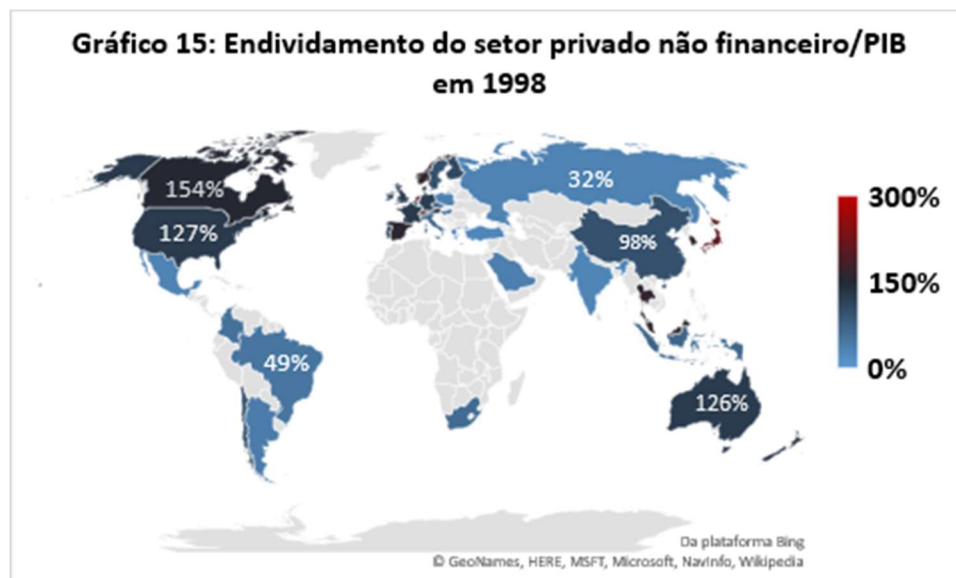 Gráfico 15: Endividamento do setor privado não financeiro/PIB
em 1998
154%
127%
32%
98%
49%
126%
300%
150%
0%
Da plataforma Bing
© GeoNames, HERE, MSFT, Microsoft, NavInfo, Wikipedia